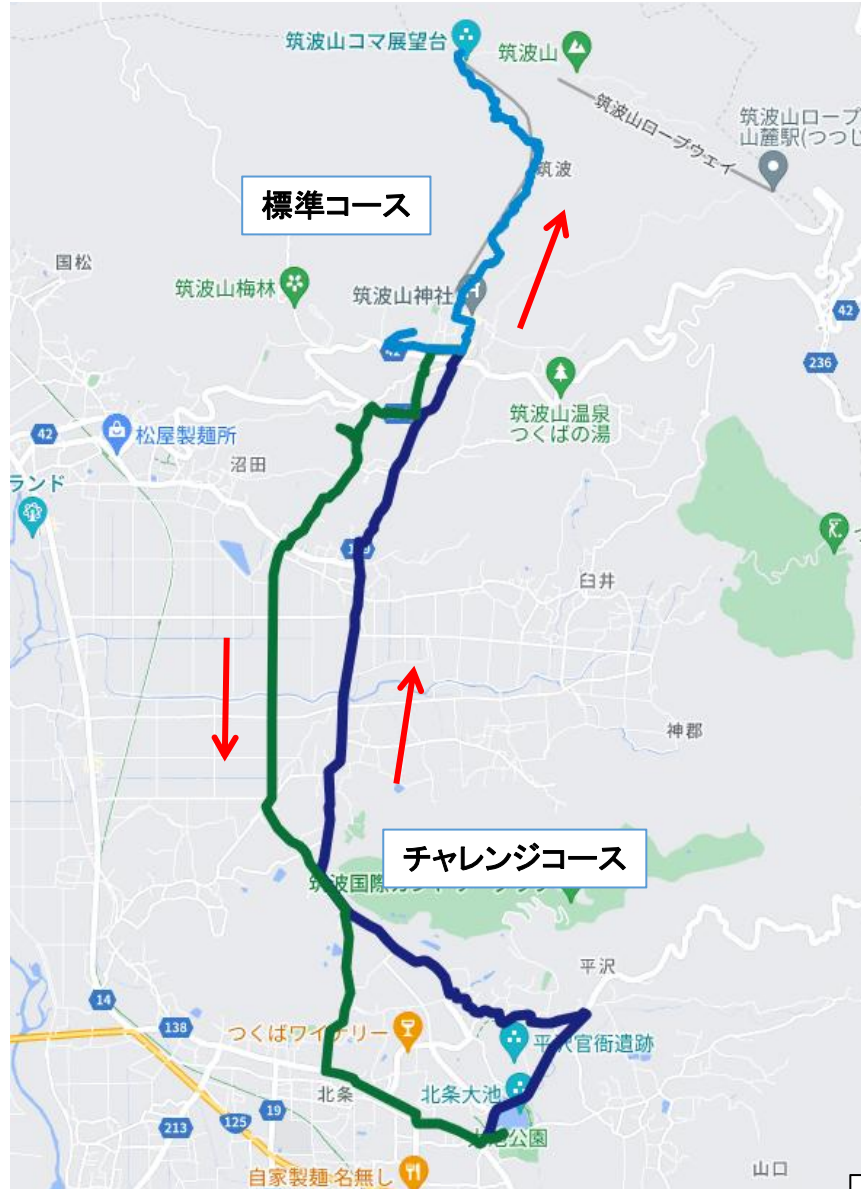 筑波山コマ展望台
筑波山
筑波山ロープウェイ
筑波山ロープ
山麓駅(つつじ
筑波
標準コース
国松
筑波山梅林
筑波山神社
42
42
236
筑波山温泉
つくばの湯
42
松屋製麺所
沼田
ランド
臼井
神郡
チャレンジコース
平沢
14
138
つくばワイナリー
平沢官衙遺跡
北条大池
北条
19
125
213
自家製麺 名無し
山口